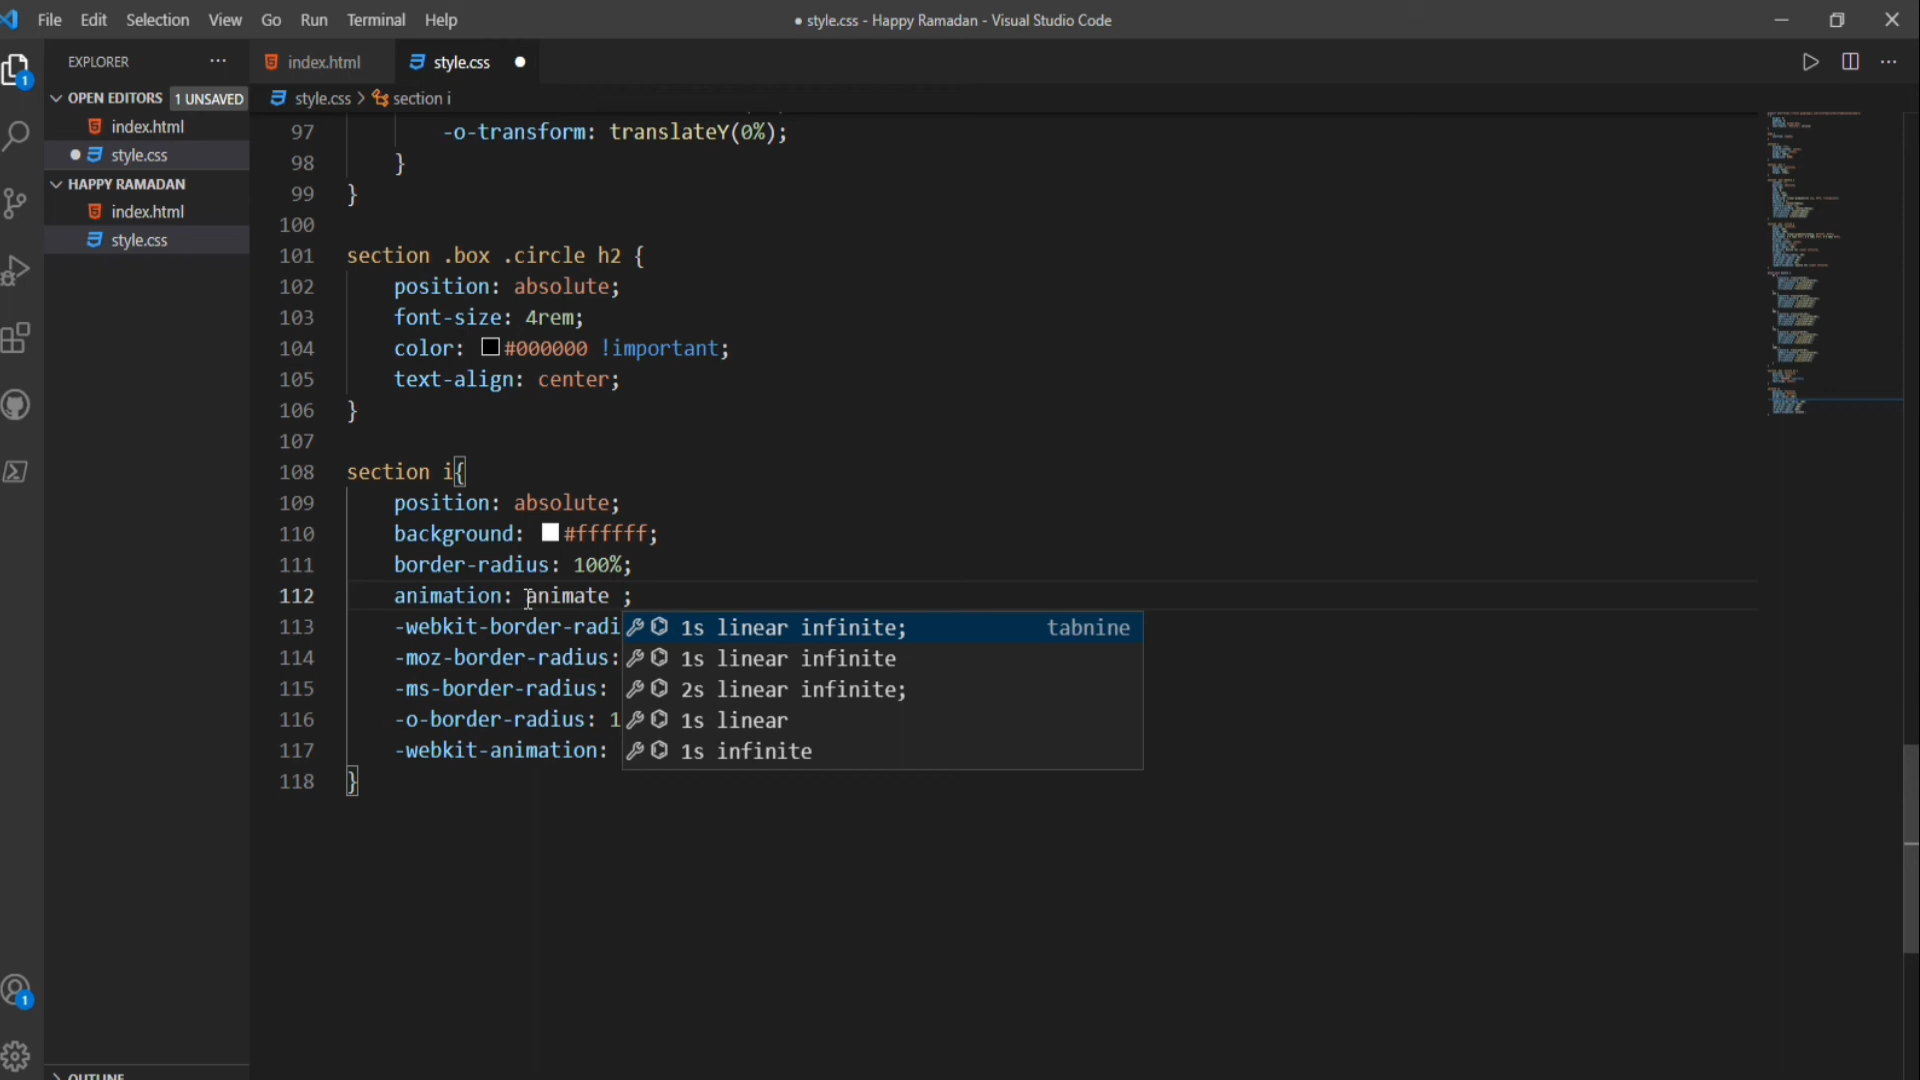 File Edit Selection View Go Run Terminal Help
● style.css - Happy Ramadan - Visual Studio Code
EXPLORER
OPEN EDITORS 1 UNSAVED
index.html
style.css
HAPPY RAMADAN
index.html
style.css
OUTLINE
1
1
index.html style.css
style.css > section i
97 -o-transform: translateY(0%);
98 }
99 }
100
101 section .box .circle h2 {
102 position: absolute;
103 font-size: 4rem;
104 color: #000000 !important;
105 text-align: center;
106 }
107
108 section i{
109 position: absolute;
110 background: #ffffff;
111 border-radius: 100%;
112 animation: animate ;
113 -webkit-border-radi
114 -moz-border-radius:
115 -ms-border-radius:
116 -o-border-radius: 1
117 -webkit-animation:
118 }
1s linear infinite; tabnine
1s linear infinite
2s linear infinite;
1s linear
1s infinite